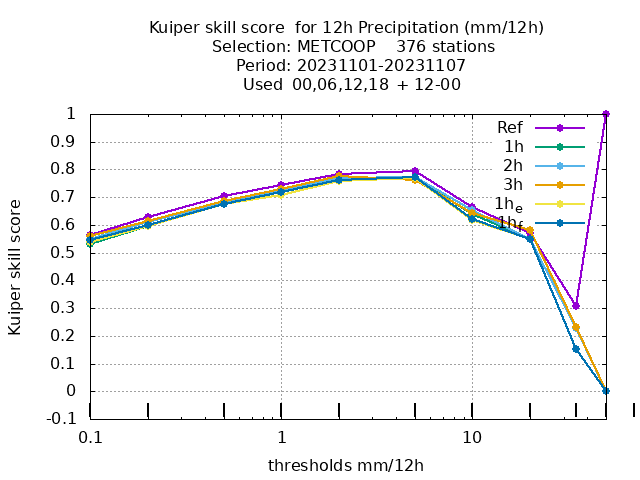 Kuiper skill score  for 12h Precipitation (mm/12h)
Selection: METCOOP    376 stations
Period: 20231101-20231107
Used  00,06,12,18  + 12-00
Kuiper skill score
1
0.9
0.8
0.7
0.6
0.5
0.4
0.3
0.2
0.1
0
-0.1
0.1
1
10
thresholds mm/12h
Ref
1h
2h
3h
1he
1hf